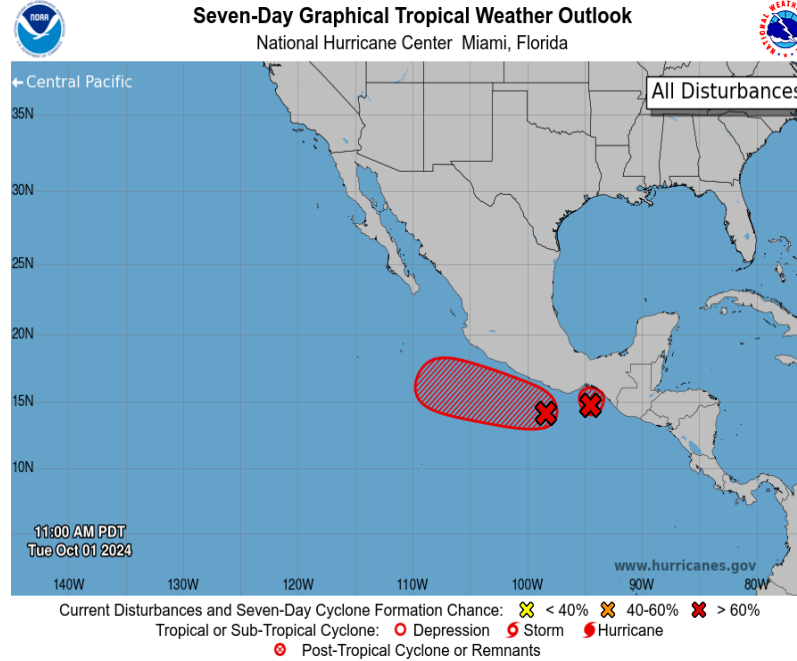 Seven-Day Graphical Tropical Weather Outlook
National Hurricane Center Miami, Florida
NOAA
← Central Pacific
All Disturbances
35N
30N
25N
20N
15N
10N
11:00 AM PDT
Tue Oct 01 2024
www.hurricanes.gov
140W 130W 120W 110W 100W 90W 80W
Current Disturbances and Seven-Day Cyclone Formation Chance: < 40% 40-60% > 60%
Tropical or Sub-Tropical Cyclone: Depression Storm Hurricane
Post-Tropical Cyclone or Remnants